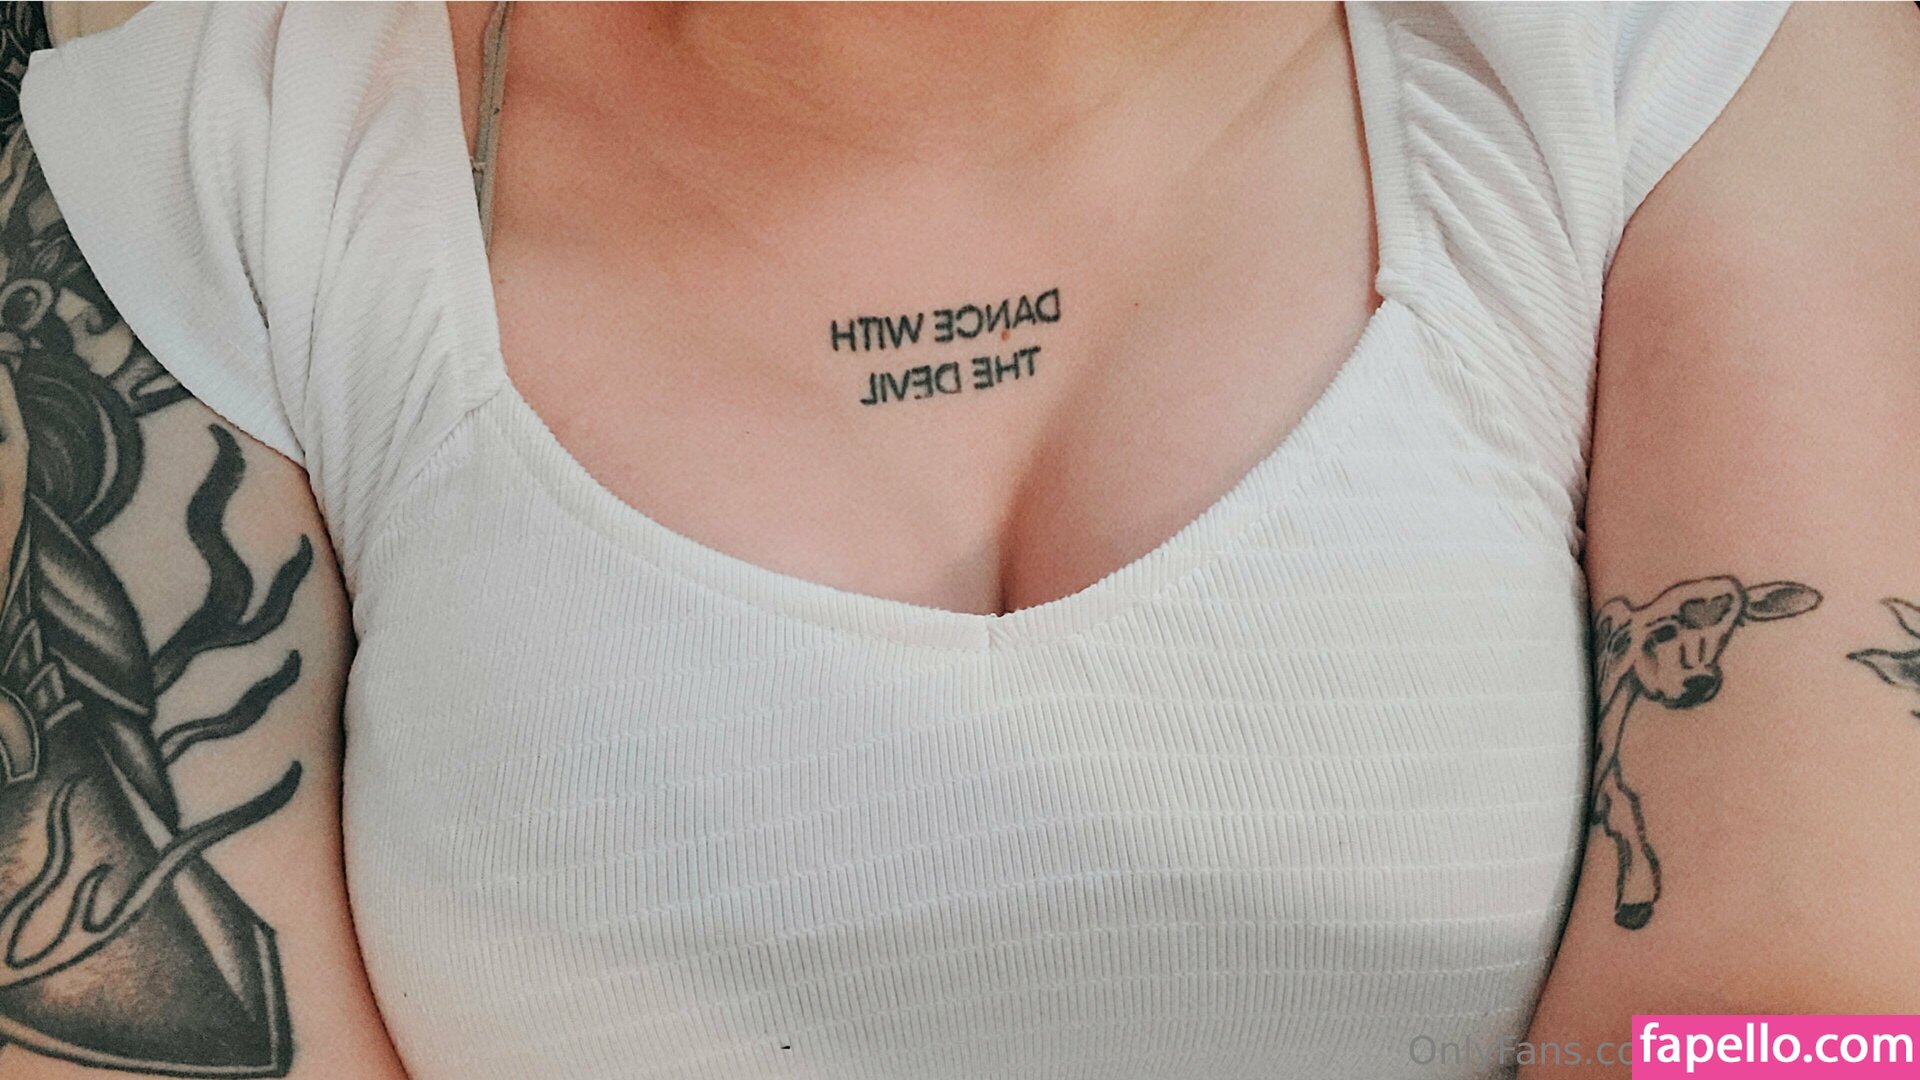 DANCE WITH
THE DEVIL
OnlyFans.co
fapello.com